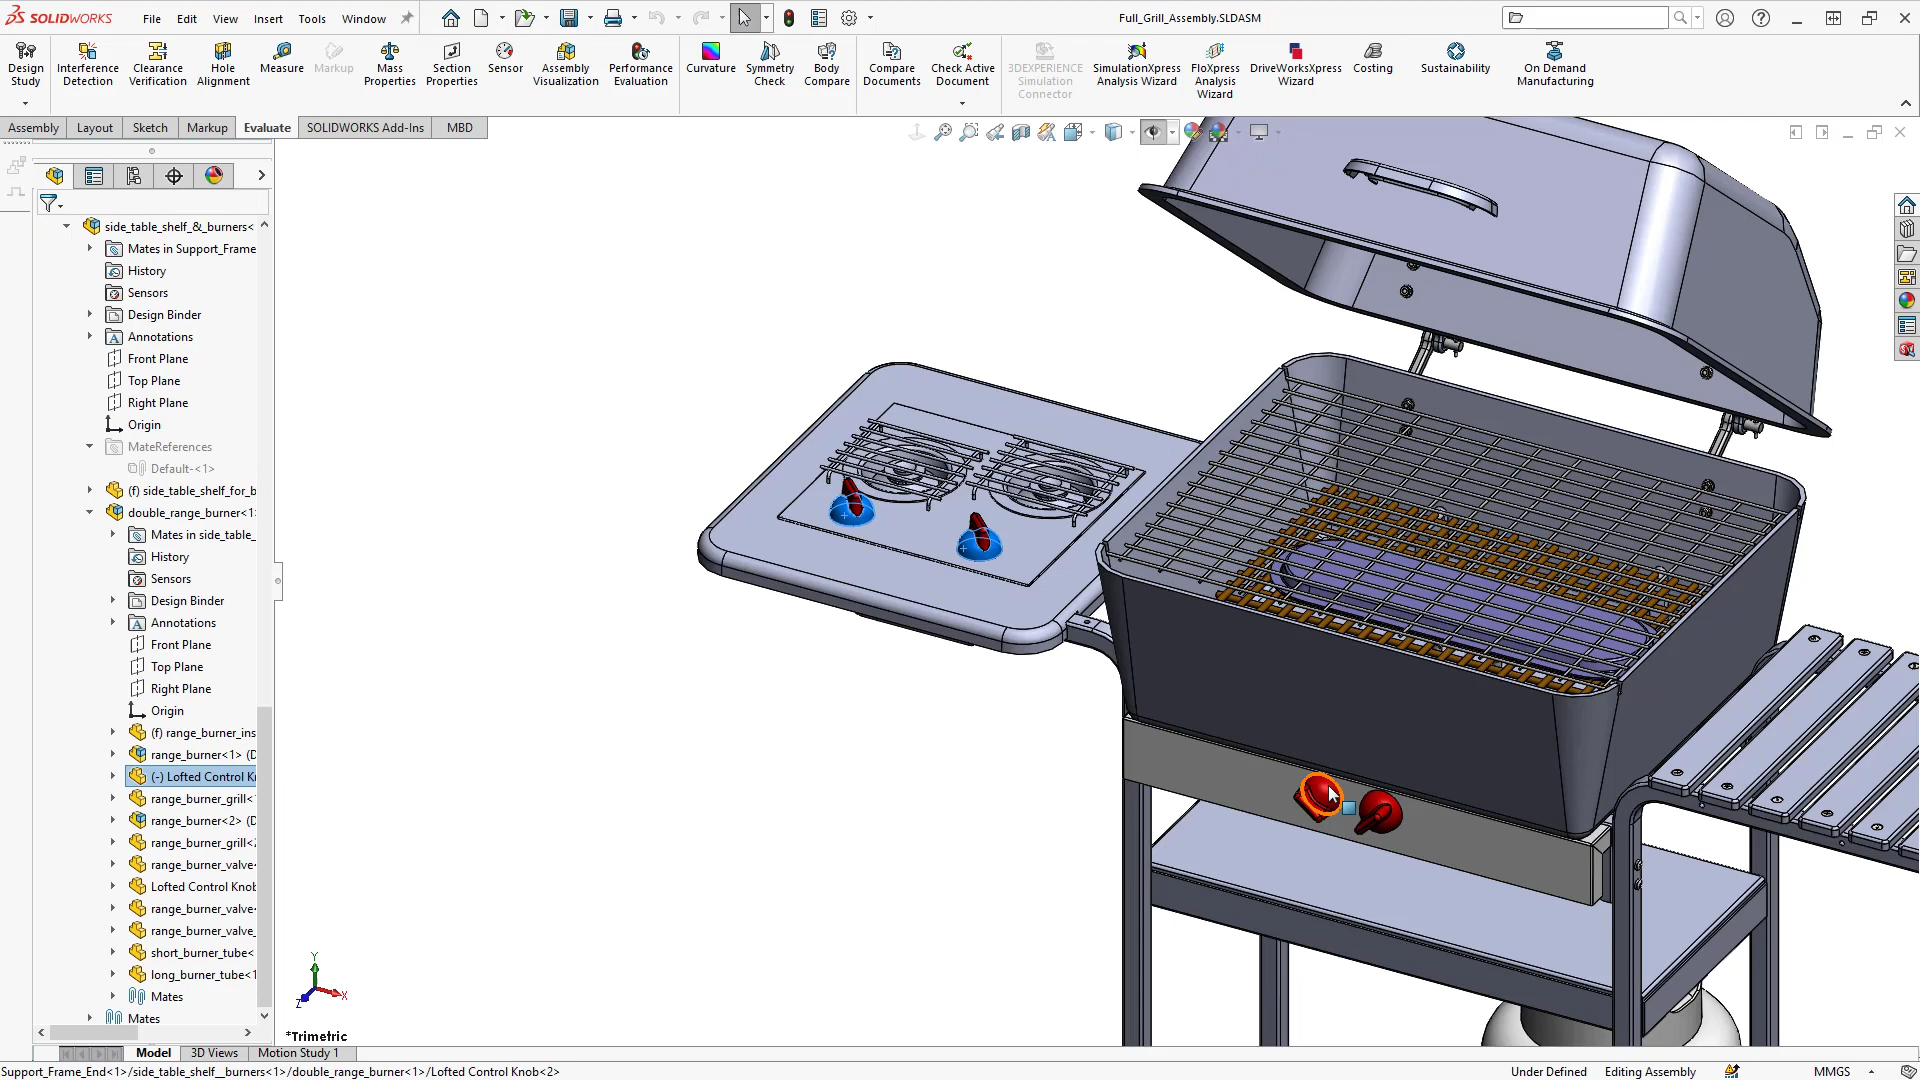 SOLIDWORKS
File Edit View Insert Tools Window
Full_Grill_Assembly.SLDASM
Design Study
Interference Detection
Clearance Verification
Hole Alignment
Measure
Markup
Mass Properties
Section Properties
Sensor
Assembly Visualization
Performance Evaluation
Curvature
Symmetry Check
Body Compare
Compare Documents
Check Active Document
3DEXPERIENCE Simulation Connector
SimulationXpress Analysis Wizard
FloXpress Analysis Wizard
DriveWorksXpress Wizard
Costing
Sustainability
On Demand Manufacturing
Assembly Layout Sketch Markup Evaluate SOLIDWORKS Add-Ins MBD
side_table_shelf_&_burners<
Mates in Support_Frame
History
Sensors
Design Binder
Annotations
Front Plane
Top Plane
Right Plane
Origin
MateReferences
Default-<1>
(f) side_table_shelf_for_b
double_range_burner<1
Mates in side_table_
History
Sensors
Design Binder
Annotations
Front Plane
Top Plane
Right Plane
Origin
(f) range_burner_ins
range_burner<1> (D
(-) Lofted Control K
range_burner_grill<
range_burner<2> (D
range_burner_grill<
range_burner_valve
Lofted Control Knob
range_burner_valve
range_burner_valve_
short_burner_tube<
long_burner_tube<1
Mates
Mates
Y
X
Z
*Trimetric
Model 3D Views Motion Study 1
Support_Frame_End<1>/side_table_shelf__burners<1>/double_range_burner<1>/Lofted Control Knob<2>
Under Defined Editing Assembly MMGS